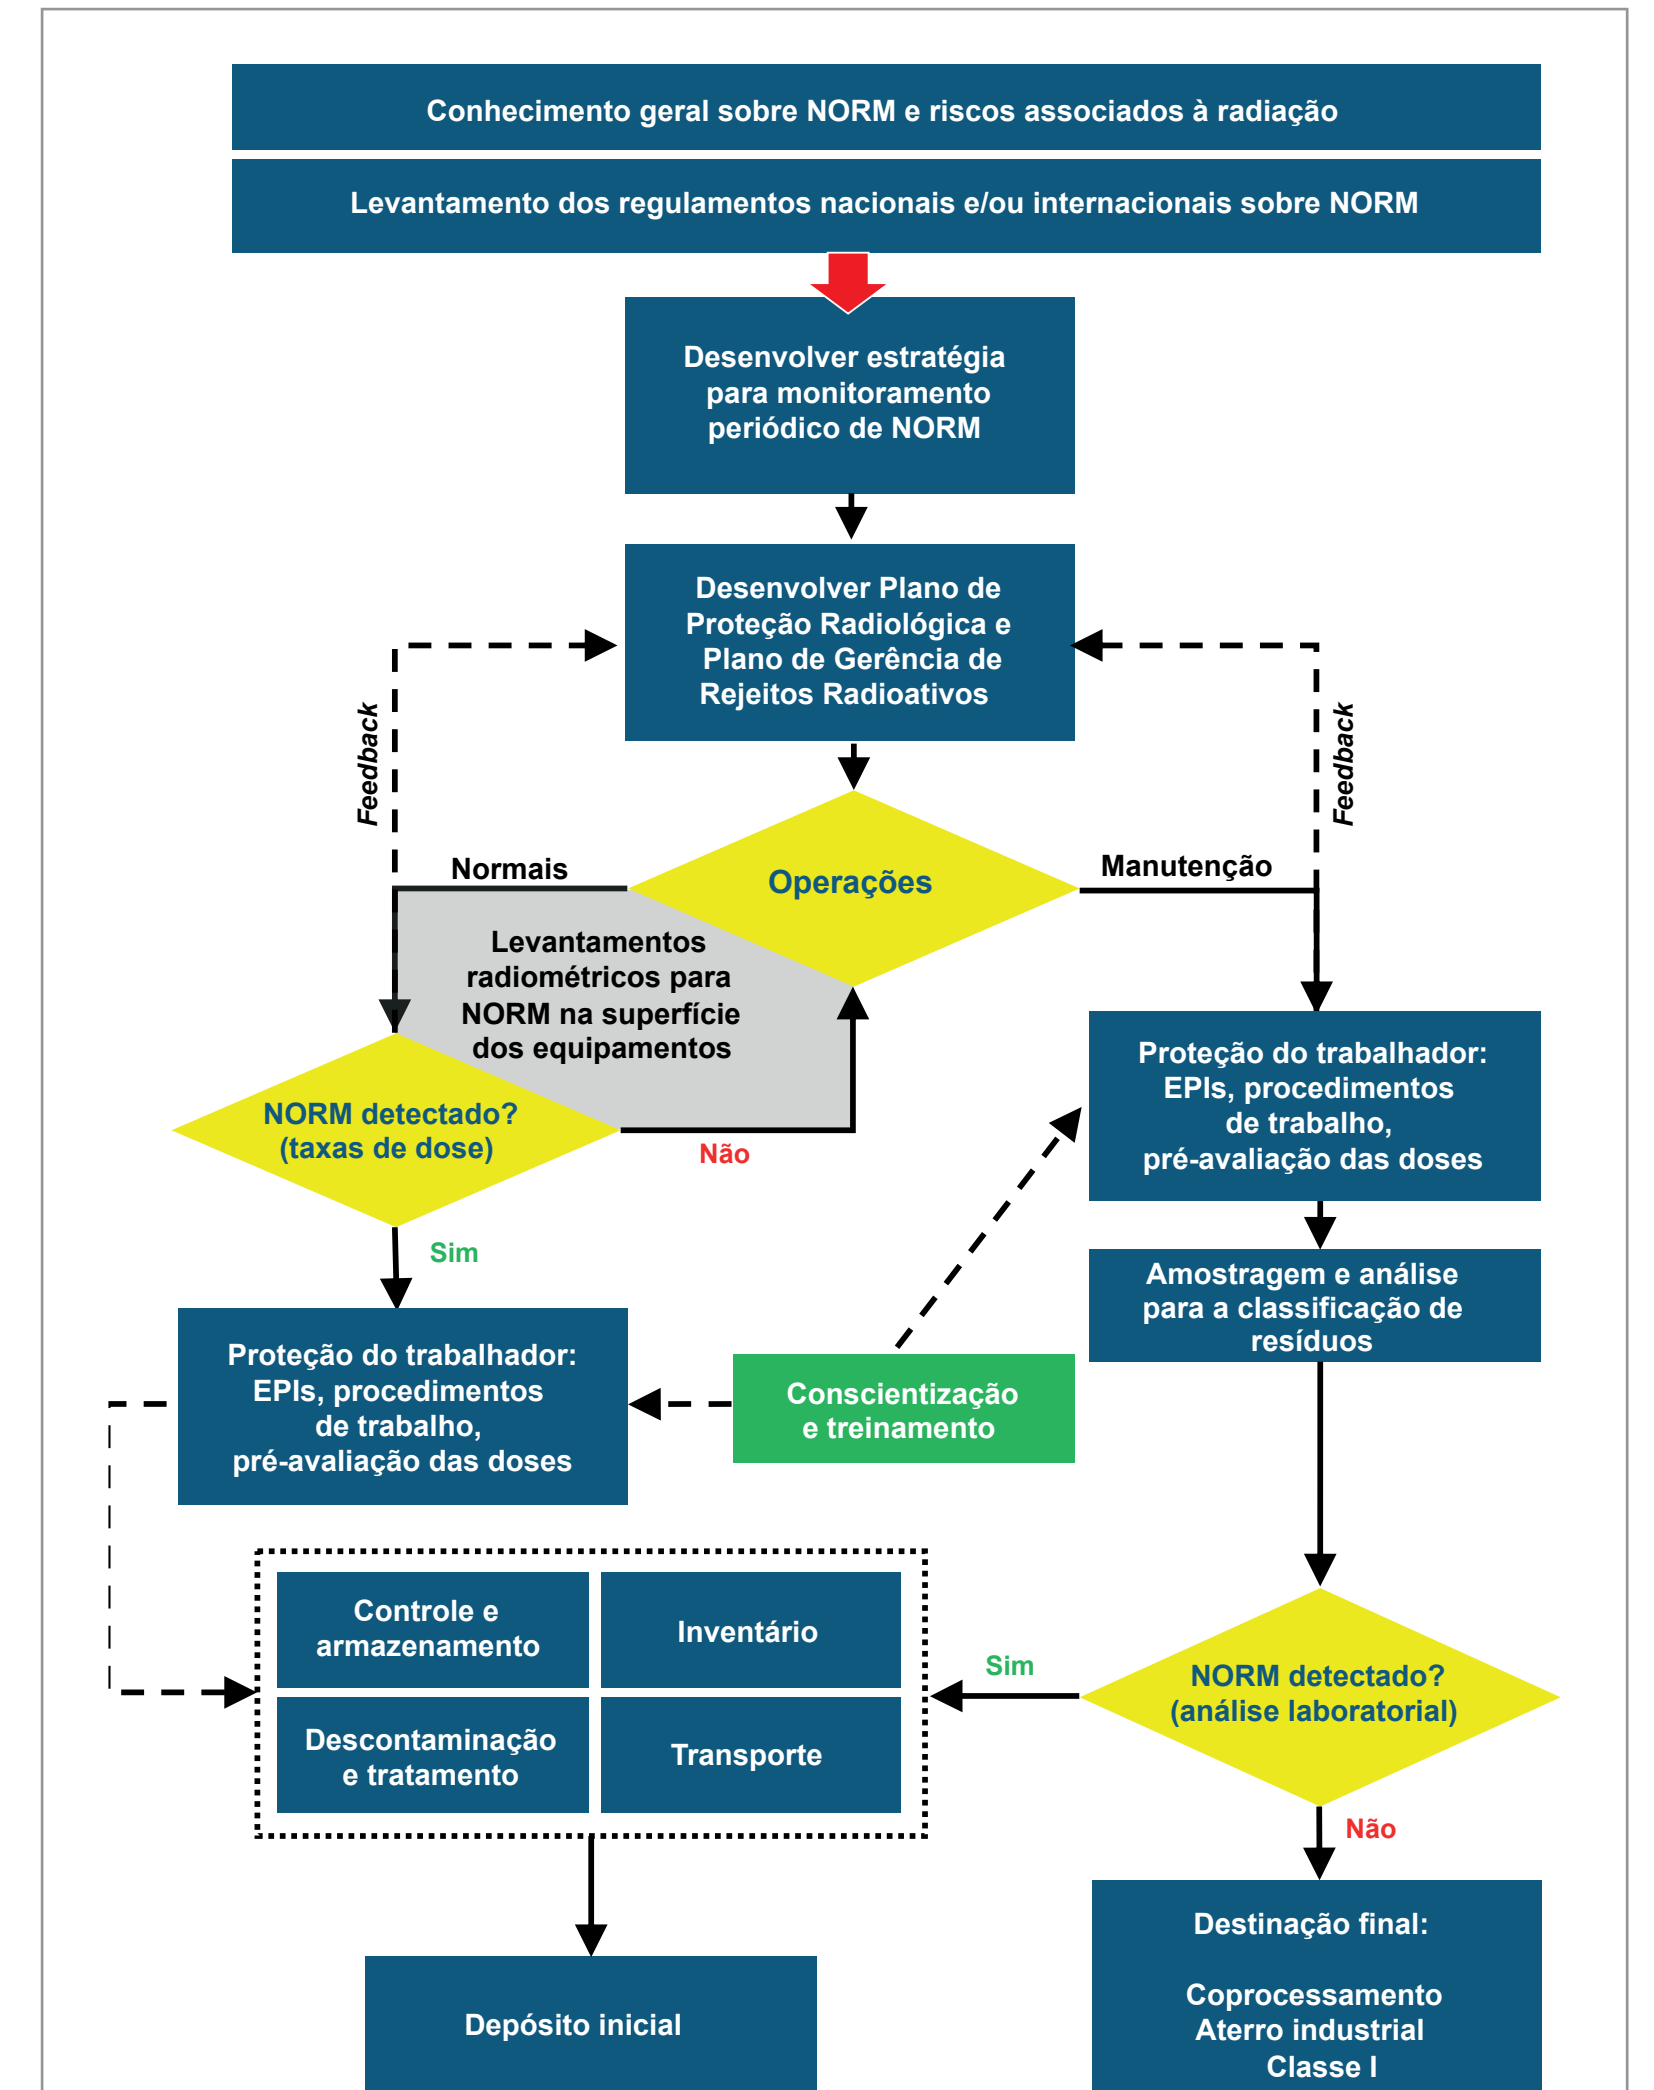 Conhecimento geral sobre NORM e riscos associados à radiação
Levantamento dos regulamentos nacionais e/ou internacionais sobre NORM
Desenvolver estratégia
para monitoramento
periódico de NORM
Desenvolver Plano de
Proteção Radiológica e
Plano de Gerência de
Rejeitos Radioativos
Feedback
Feedback
Normais
Operações
Manutenção
Levantamentos
radiométricos para
NORM na superfície
dos equipamentos
NORM detectado?
(taxas de dose)
Não
Sim
Proteção do trabalhador:
EPIs, procedimentos
de trabalho,
pré-avaliação das doses
Amostragem e análise
para a classificação de
resíduos
Proteção do trabalhador:
EPIs, procedimentos
de trabalho,
pré-avaliação das doses
Conscientização
e treinamento
Controle e
armazenamento
Inventário
Descontaminação
e tratamento
Transporte
Sim
NORM detectado?
(análise laboratorial)
Não
Depósito inicial
Destinação final:
Coprocessamento
Aterro industrial
Classe I